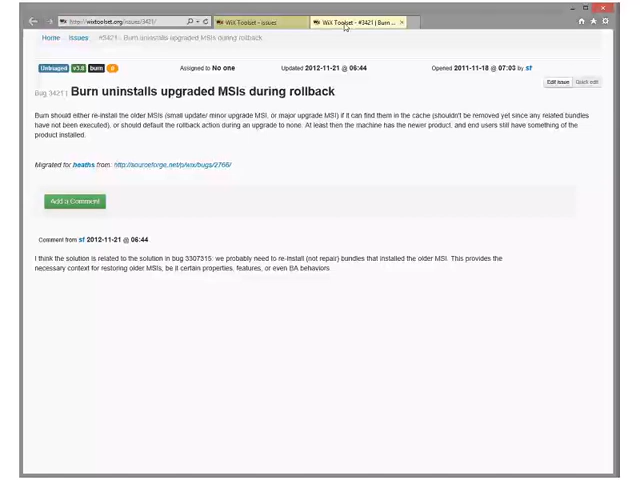 http://wixtoolset.org/issues/3421/
WiX Toolset - Issues
WiX Toolset - #3421 | Burn ...
Home Issues #3421 - Burn uninstalls upgraded MSIs during rollback
Untriaged v3.8 burn 0 Assigned to No one Updated 2012-11-21 @ 06:44 Opened 2011-11-18 @ 07:03 by sf
Edit issue Quick edit
Bug 3421 | Burn uninstalls upgraded MSIs during rollback
Burn should either re-install the older MSIs (small update/ minor upgrade MSI, or major upgrade MSI) if it can find them in the cache (shouldn't be removed yet since any related bundles
have not been executed), or should default the rollback action during an upgrade to none. At least then the machine has the newer product, and end users still have something of the
product installed.
Migrated for heaths from: http://sourceforge.net/p/wix/bugs/2766/
Add a Comment
Comment from sf 2012-11-21 @ 06:44
I think the solution is related to the solution in bug 3307315: we probably need to re-install (not repair) bundles that installed the older MSI. This provides the
necessary context for restoring older MSIs, be it certain properties, features, or even BA behaviors.